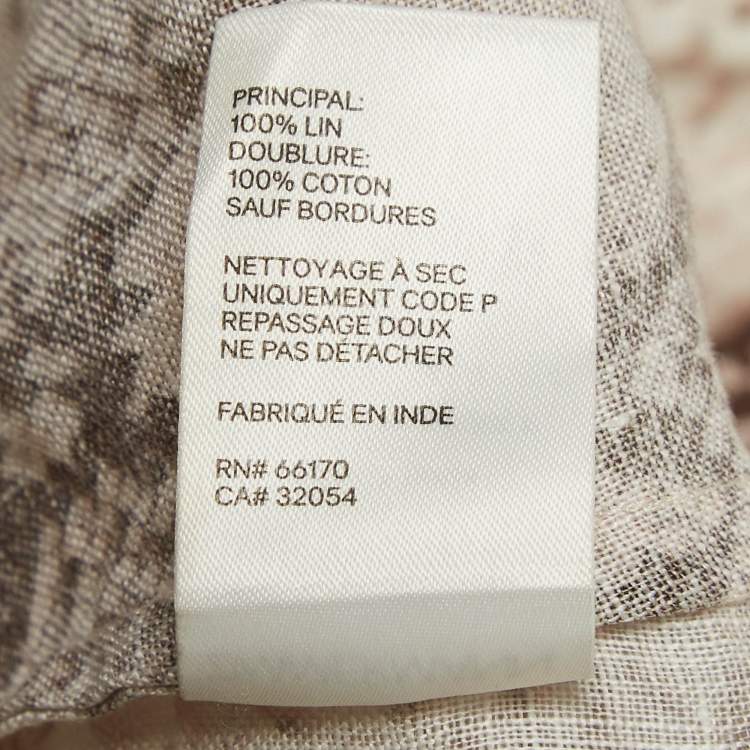 PRINCIPAL:
100% LIN
DOUBLURE:
100% COTON
SAUF BORDURES
NETTOYAGE À SEC
UNIQUEMENT CODE P
REPASSAGE DOUX
NE PAS DÉTACHER
FABRIQUÉ EN INDE
RN# 66170
CA# 32054